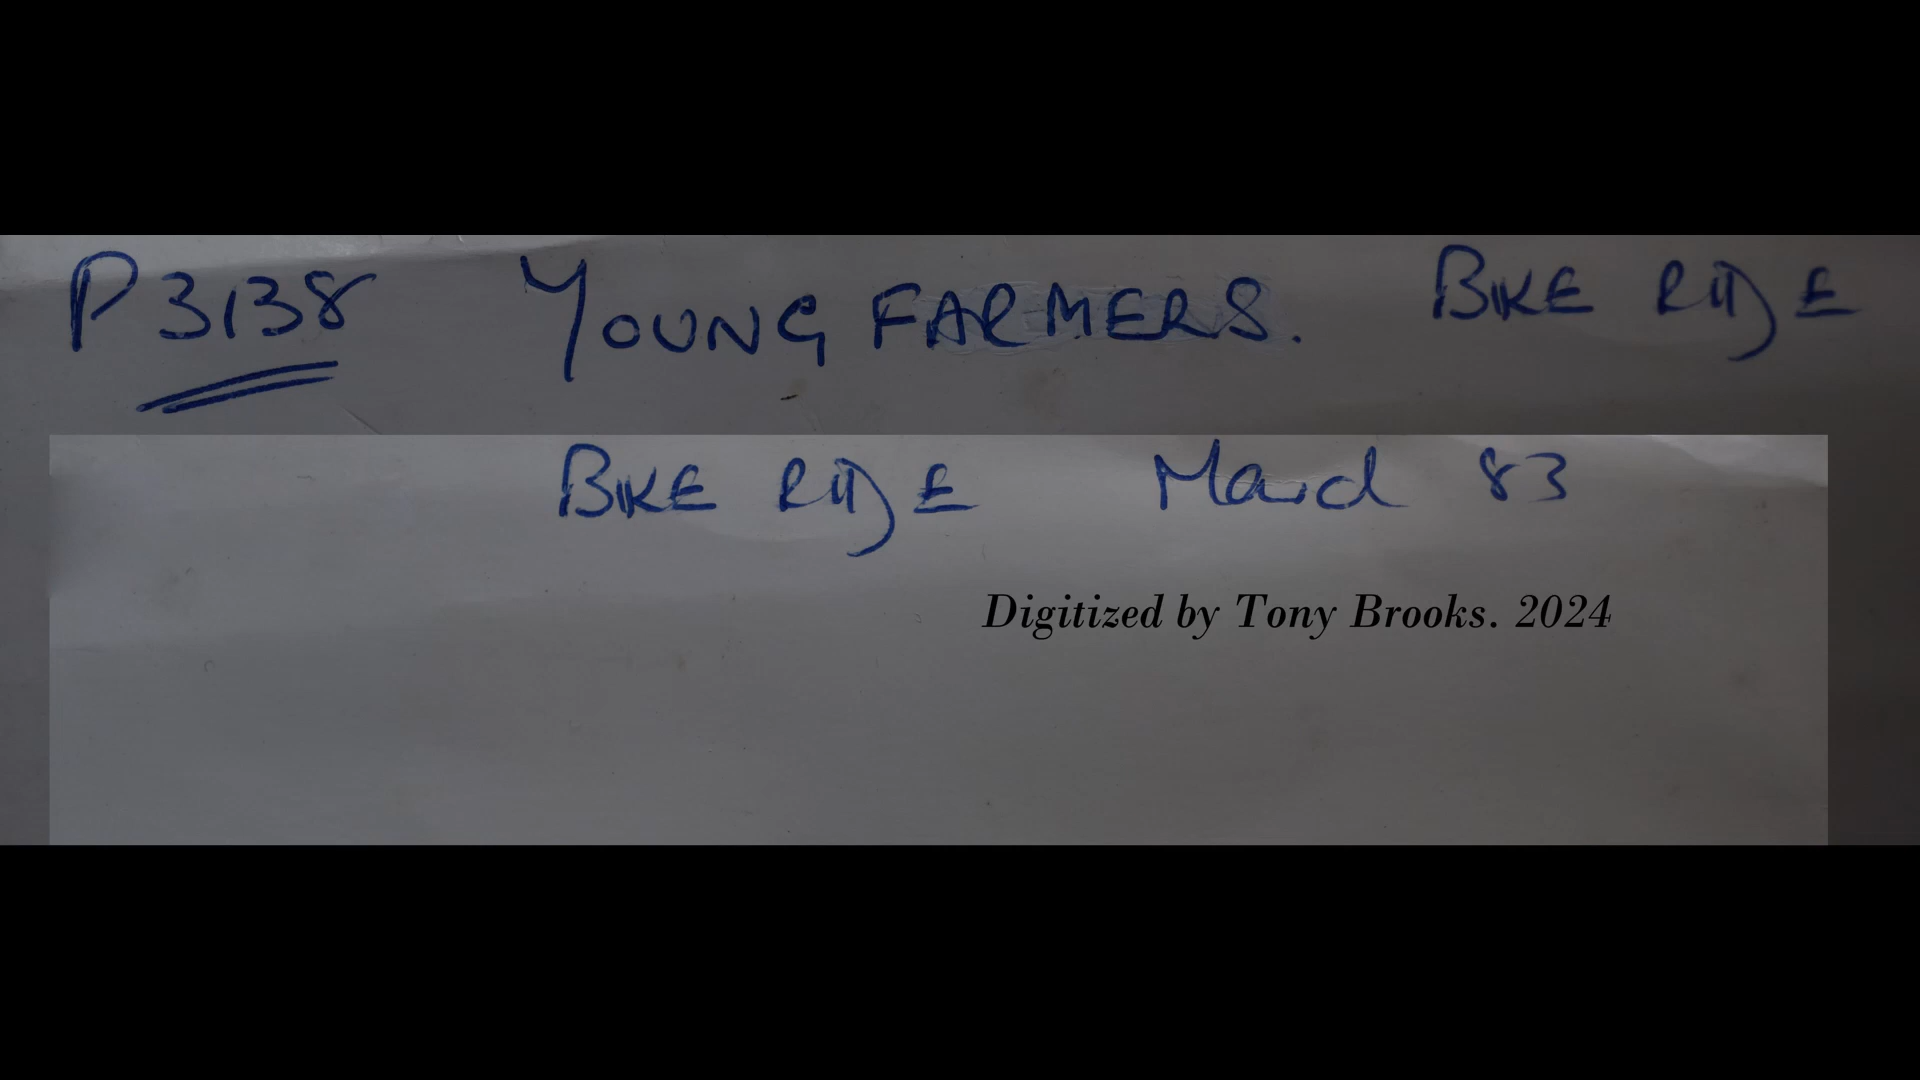 P3138 YOUNG FARMERS. BIKE RIDE
BIKE RIDE March 83
Digitized by Tony Brooks. 2024